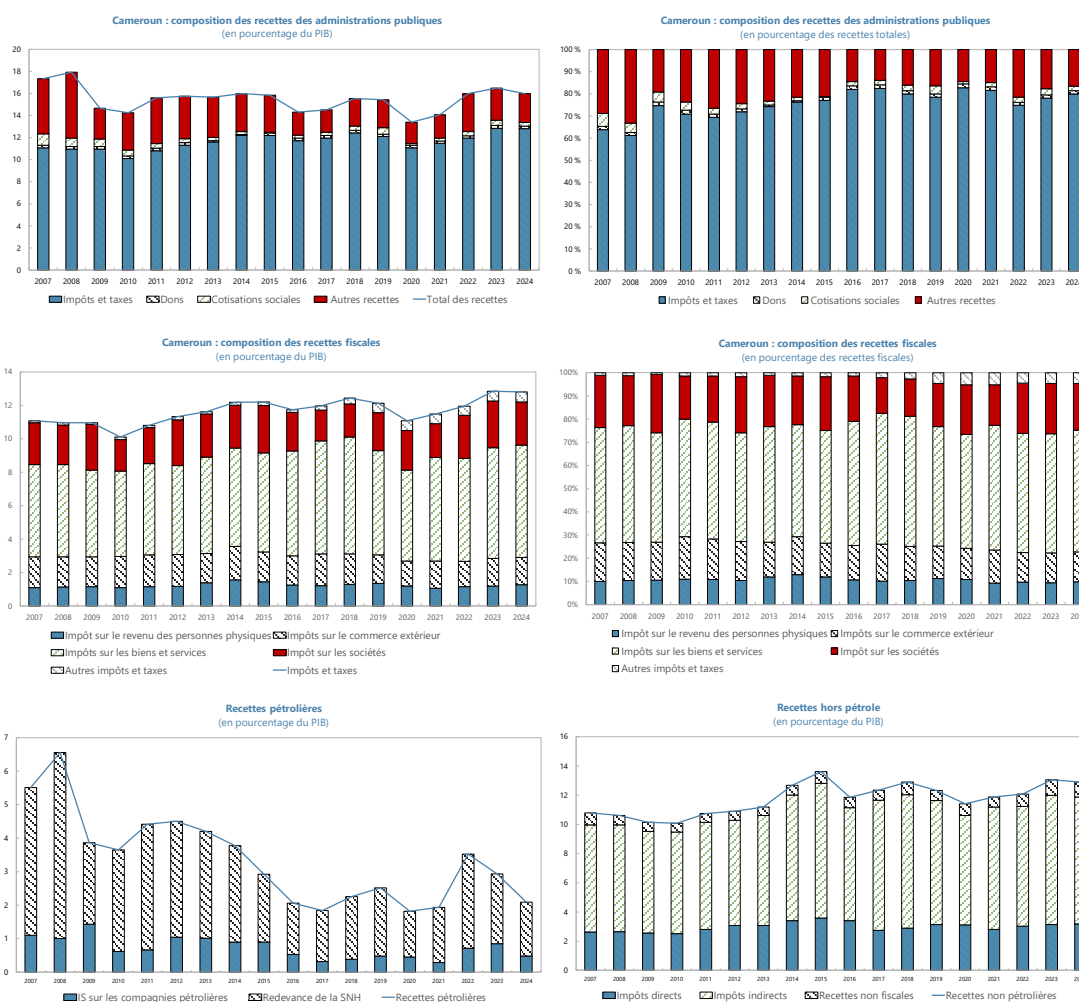 Cameroun : composition des recettes des administrations publiques
(en pourcentage du PIB)
20
18
16
14
12
10
8
6
4
2
0
2007 2008 2009 2010 2011 2012 2013 2014 2015 2016 2017 2018 2019 2020 2021 2022 2023 2024
Impôts et taxes Dons Cotisations sociales Autres recettes Total des recettes
Cameroun : composition des recettes des administrations publiques
(en pourcentage des recettes totales)
100 %
90 %
80 %
70 %
60 %
50 %
40 %
30 %
20 %
10 %
0 %
2007 2008 2009 2010 2011 2012 2013 2014 2015 2016 2017 2018 2019 2020 2021 2022 2023
Impôts et taxes Dons Cotisations sociales Autres recettes
Cameroun : composition des recettes fiscales
(en pourcentage du PIB)
14
12
10
8
6
4
2
0
2007 2008 2009 2010 2011 2012 2013 2014 2015 2016 2017 2018 2019 2020 2021 2022 2023 2024
Impôt sur le revenu des personnes physiques Impôts sur le commerce extérieur
Impôts sur les biens et services Impôt sur les sociétés
Autres impôts et taxes Impôts et taxes
Cameroun : composition des recettes fiscales
(en pourcentage des recettes fiscales)
100%
90%
80%
70%
60%
50%
40%
30%
20%
10%
0%
2007 2008 2009 2010 2011 2012 2013 2014 2015 2016 2017 2018 2019 2020 2021 2022 2023
Impôt sur le revenu des personnes physiques Impôts sur le commerce extérieur
Impôts sur les biens et services Impôt sur les sociétés
Autres impôts et taxes
Recettes pétrolières
(en pourcentage du PIB)
7
6
5
4
3
2
1
0
2007 2008 2009 2010 2011 2012 2013 2014 2015 2016 2017 2018 2019 2020 2021 2022 2023 2024
IS sur les compagnies pétrolières Redevance de la SNH Recettes pétrolières
Recettes hors pétrole
(en pourcentage du PIB)
16
14
12
10
8
6
4
2
0
2007 2008 2009 2010 2011 2012 2013 2014 2015 2016 2017 2018 2019 2020 2021 2022 2023 2024
Impôts directs Impôts indirects Recettes non fiscales Recettes non pétrolières